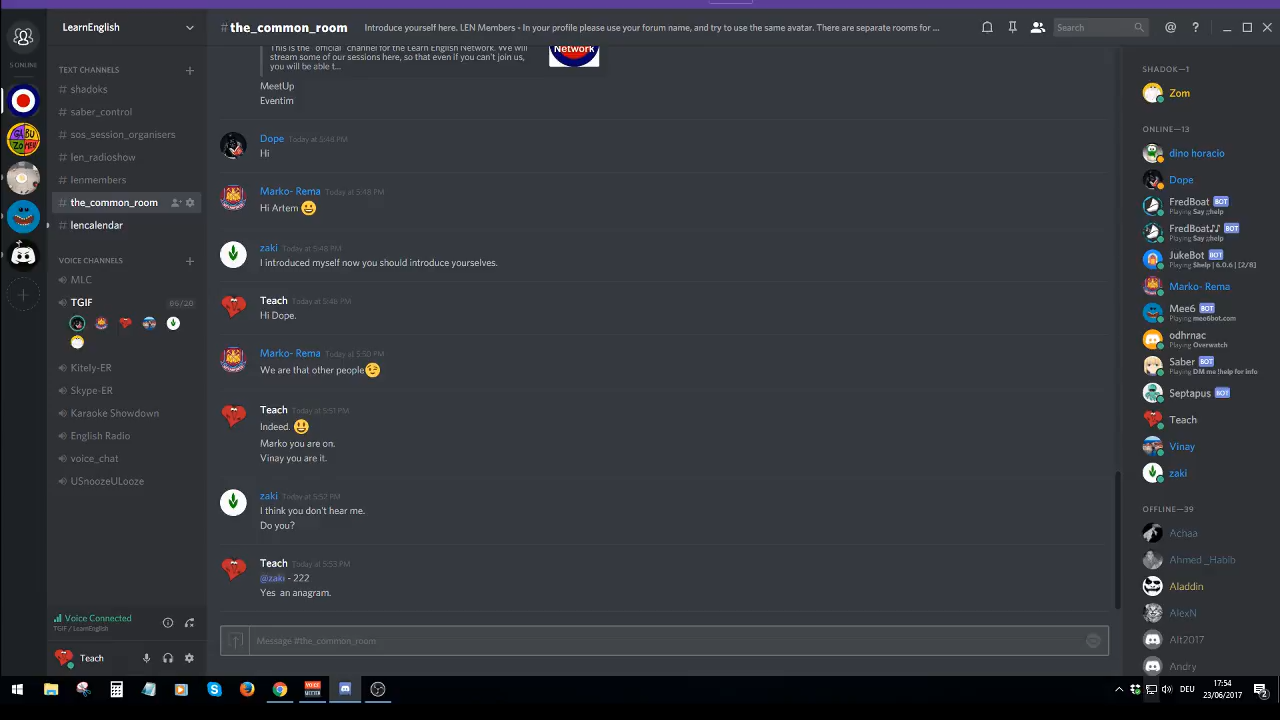 LearnEnglish
#the_common_room
Introduce yourself here. LEN Members - In your profile please use your forum name, and try to use the same avatar. There are separate rooms for ...
Search
5 ONLINE
TEXT CHANNELS
# shadoks
# saber_control
# sos_session_organisers
# len_radioshow
# lenmembers
# the_common_room
# lencalendar
VOICE CHANNELS
MLC
TGIF
06/20
Kitely-ER
Skype-ER
Karaoke Showdown
English Radio
voice_chat
USnoozeULooze
Voice Connected
TGIF / LearnEnglish
Teach
GA BU
ZO MEU
This is the "official" channel for the Learn English Network. We will
stream some of our sessions here, so that even if you can't join us,
you will be able t...
Network
MeetUp
Eventim
Dope Today at 5:48 PM
Hi
Marko- Rema Today at 5:48 PM
Hi Artem
zaki Today at 5:48 PM
I introduced myself now you should introduce yourselves.
Teach Today at 5:48 PM
Hi Dope.
Marko- Rema Today at 5:50 PM
We are that other people
Teach Today at 5:51 PM
Indeed.
Marko you are on.
Vinay you are it.
zaki Today at 5:52 PM
I think you don't hear me.
Do you?
Teach Today at 5:53 PM
@zaki - 222
Yes an anagram.
Message #the_common_room
SHADOK—1
Zom
ONLINE—13
dino horacio
Dope
FredBoat BOT
Playing Say ;;help
FredBoat♪♪ BOT
Playing Say ;;help
JukeBot BOT
Playing $help | 6.0.6 | [2/8]
Marko- Rema
Mee6 BOT
Playing mee6bot.com
odhrnac
Playing Overwatch
Saber BOT
Playing DM me !help for info
Septapus BOT
Teach
Vinay
zaki
OFFLINE—39
Achaa
Ahmed _Habib
Aladdin
AlexN
Alt2017
Andry
VOICE
MEETER
DEU
17:54
23/06/2017
2